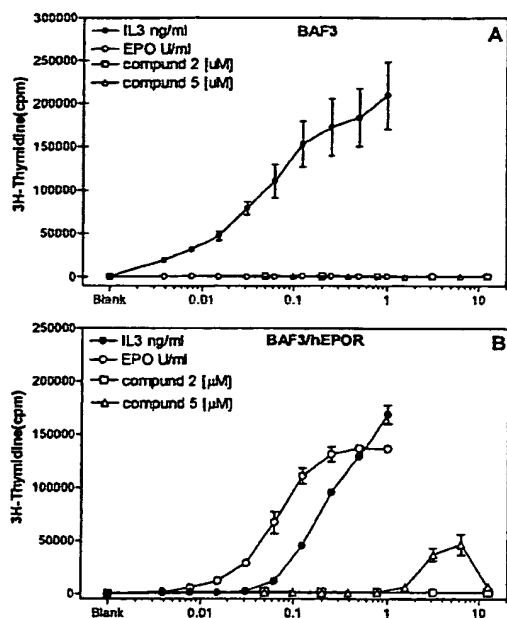 BAF3
A
IL3 ng/ml
EPO U/ml
compund 2 [uM]
compund 5 [uM]
3H-Thymidine(cpm)
300000
250000
200000
150000
100000
50000
0
Blank
0.01
0.1
1
10
BAF3/hEPOR
B
IL3 ng/ml
EPO U/ml
compund 2 [µM]
compund 5 [µM]
3H-Thymidine(cpm)
250000
200000
150000
100000
50000
0
Blank
0.01
0.1
1
10